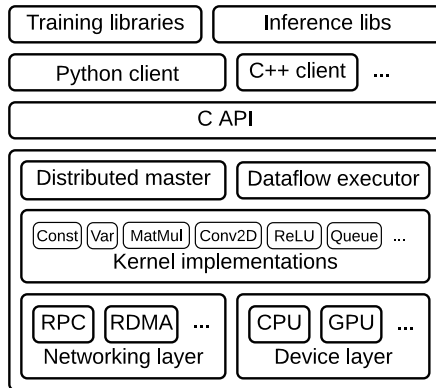 Training libraries Inference libs
Python client C++ client ...
C API
Distributed master Dataflow executor
Const Var MatMul Conv2D ReLU Queue ...
Kernel implementations
RPC RDMA ... CPU GPU ...
Networking layer Device layer